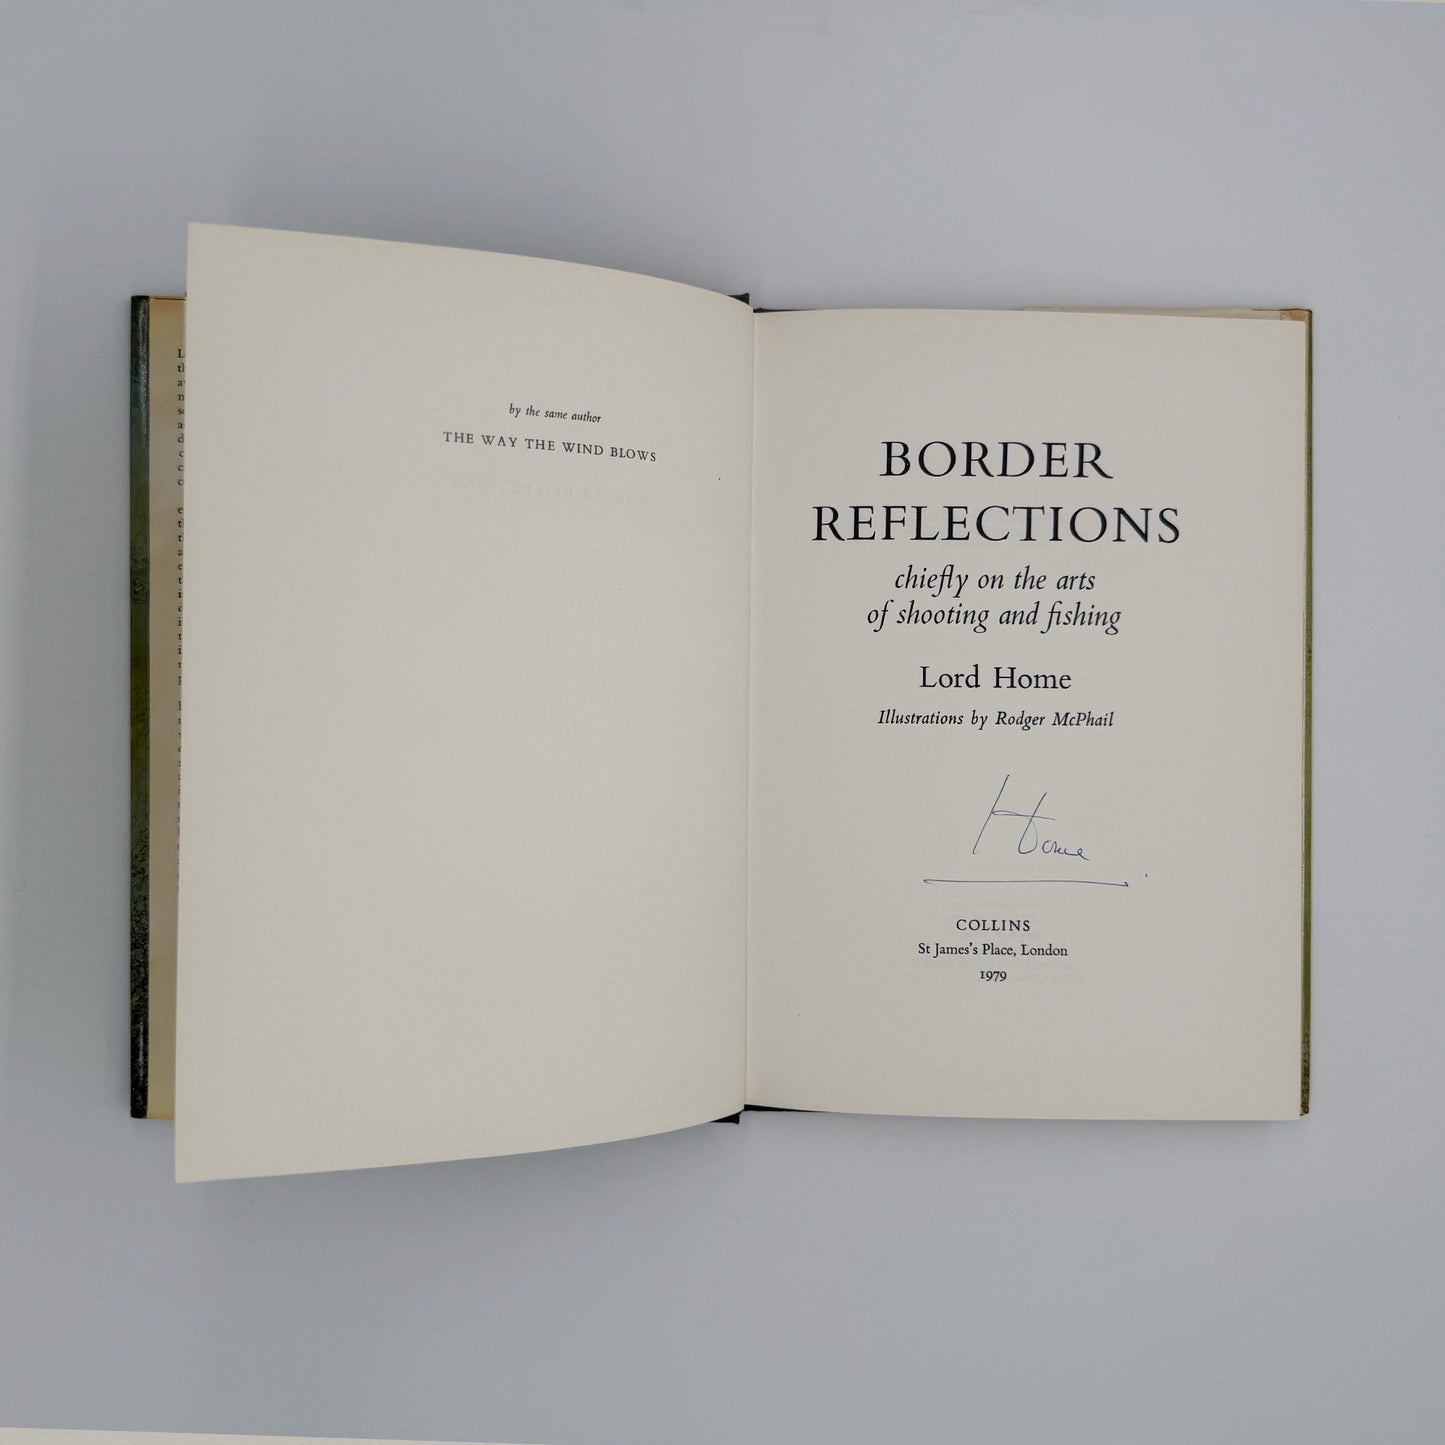 by the same author
THE WAY THE WIND BLOWS
BORDER
REFLECTIONS
chiefly on the arts
of shooting and fishing
Lord Home
Illustrations by Rodger McPhail
Home
COLLINS
St James's Place, London
1979